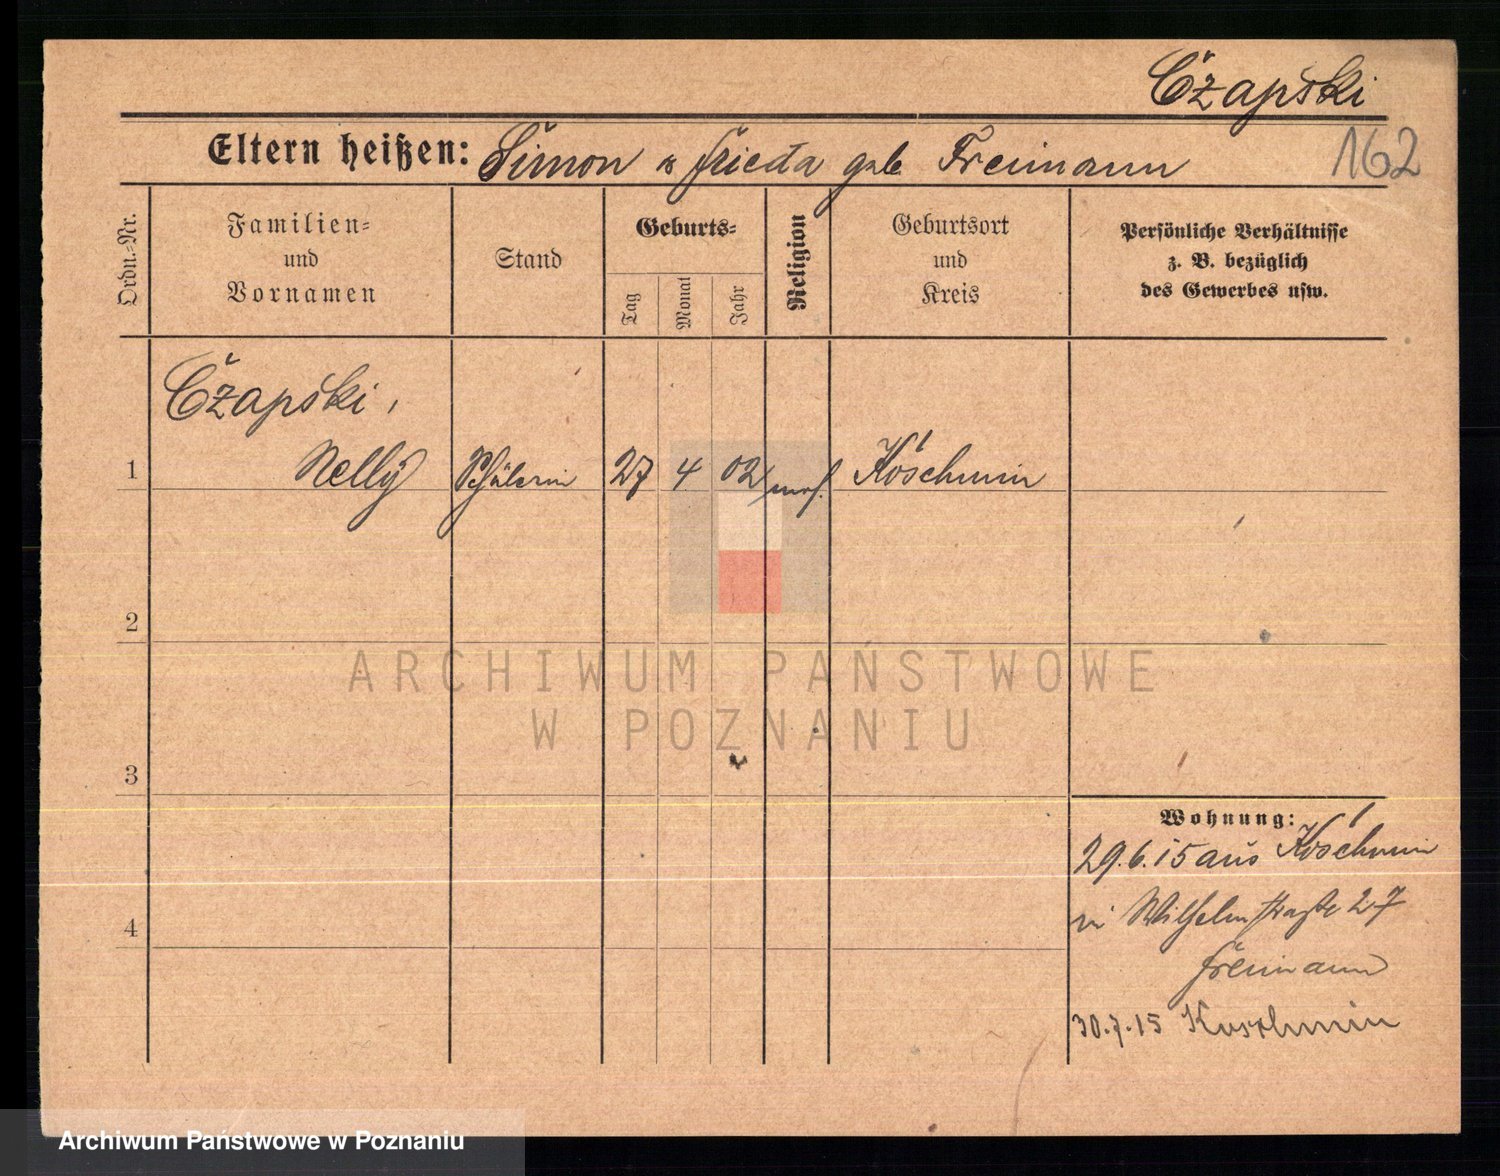 Czapski
162
Eltern heißen: Simon u Frieda geb Freimann
Ordn.-Nr.
Familien-
und
Vornamen
Stand
Geburts-
Tag
Monat
Jahr
Religion
Geburtsort
und
Kreis
Persönliche Verhältnisse
z. B. bezüglich
des Gewerbes usw.
Czapski,
1 Nelly Schülerin 27 4 02 mos. Koschmin
2
ARCHIWUM PAŃSTWOWE
W POZNANIU
3
Wohnung:
29.6.15 aus Koschmin
Wilhelmstraße 27
4
Freimann
30.7.15 Koschmin
Archiwum Państwowe w Poznaniu